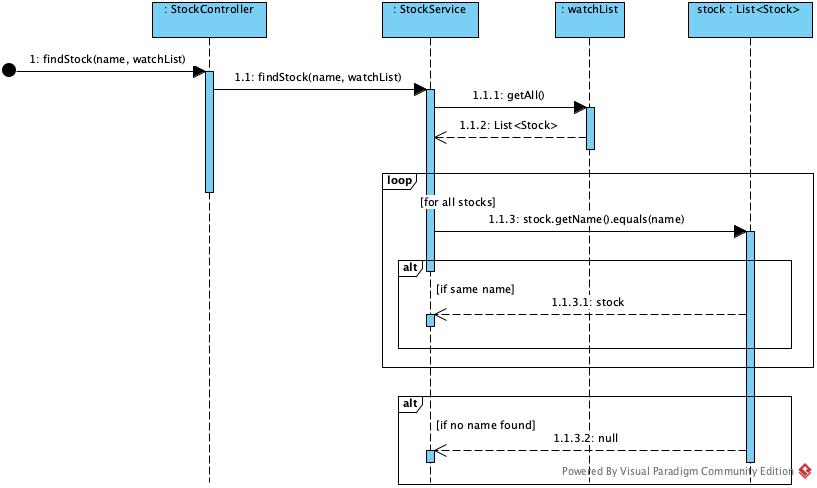 : StockController
: StockService
: watchList
stock : List<Stock>
1: findStock(name, watchList)
1.1: findStock(name, watchList)
1.1.1: getAll()
1.1.2: List<Stock>
loop
[for all stocks]
1.1.3: stock.getName().equals(name)
alt
[if same name]
1.1.3.1: stock
alt
[if no name found]
1.1.3.2: null
Powered By Visual Paradigm Community Edition